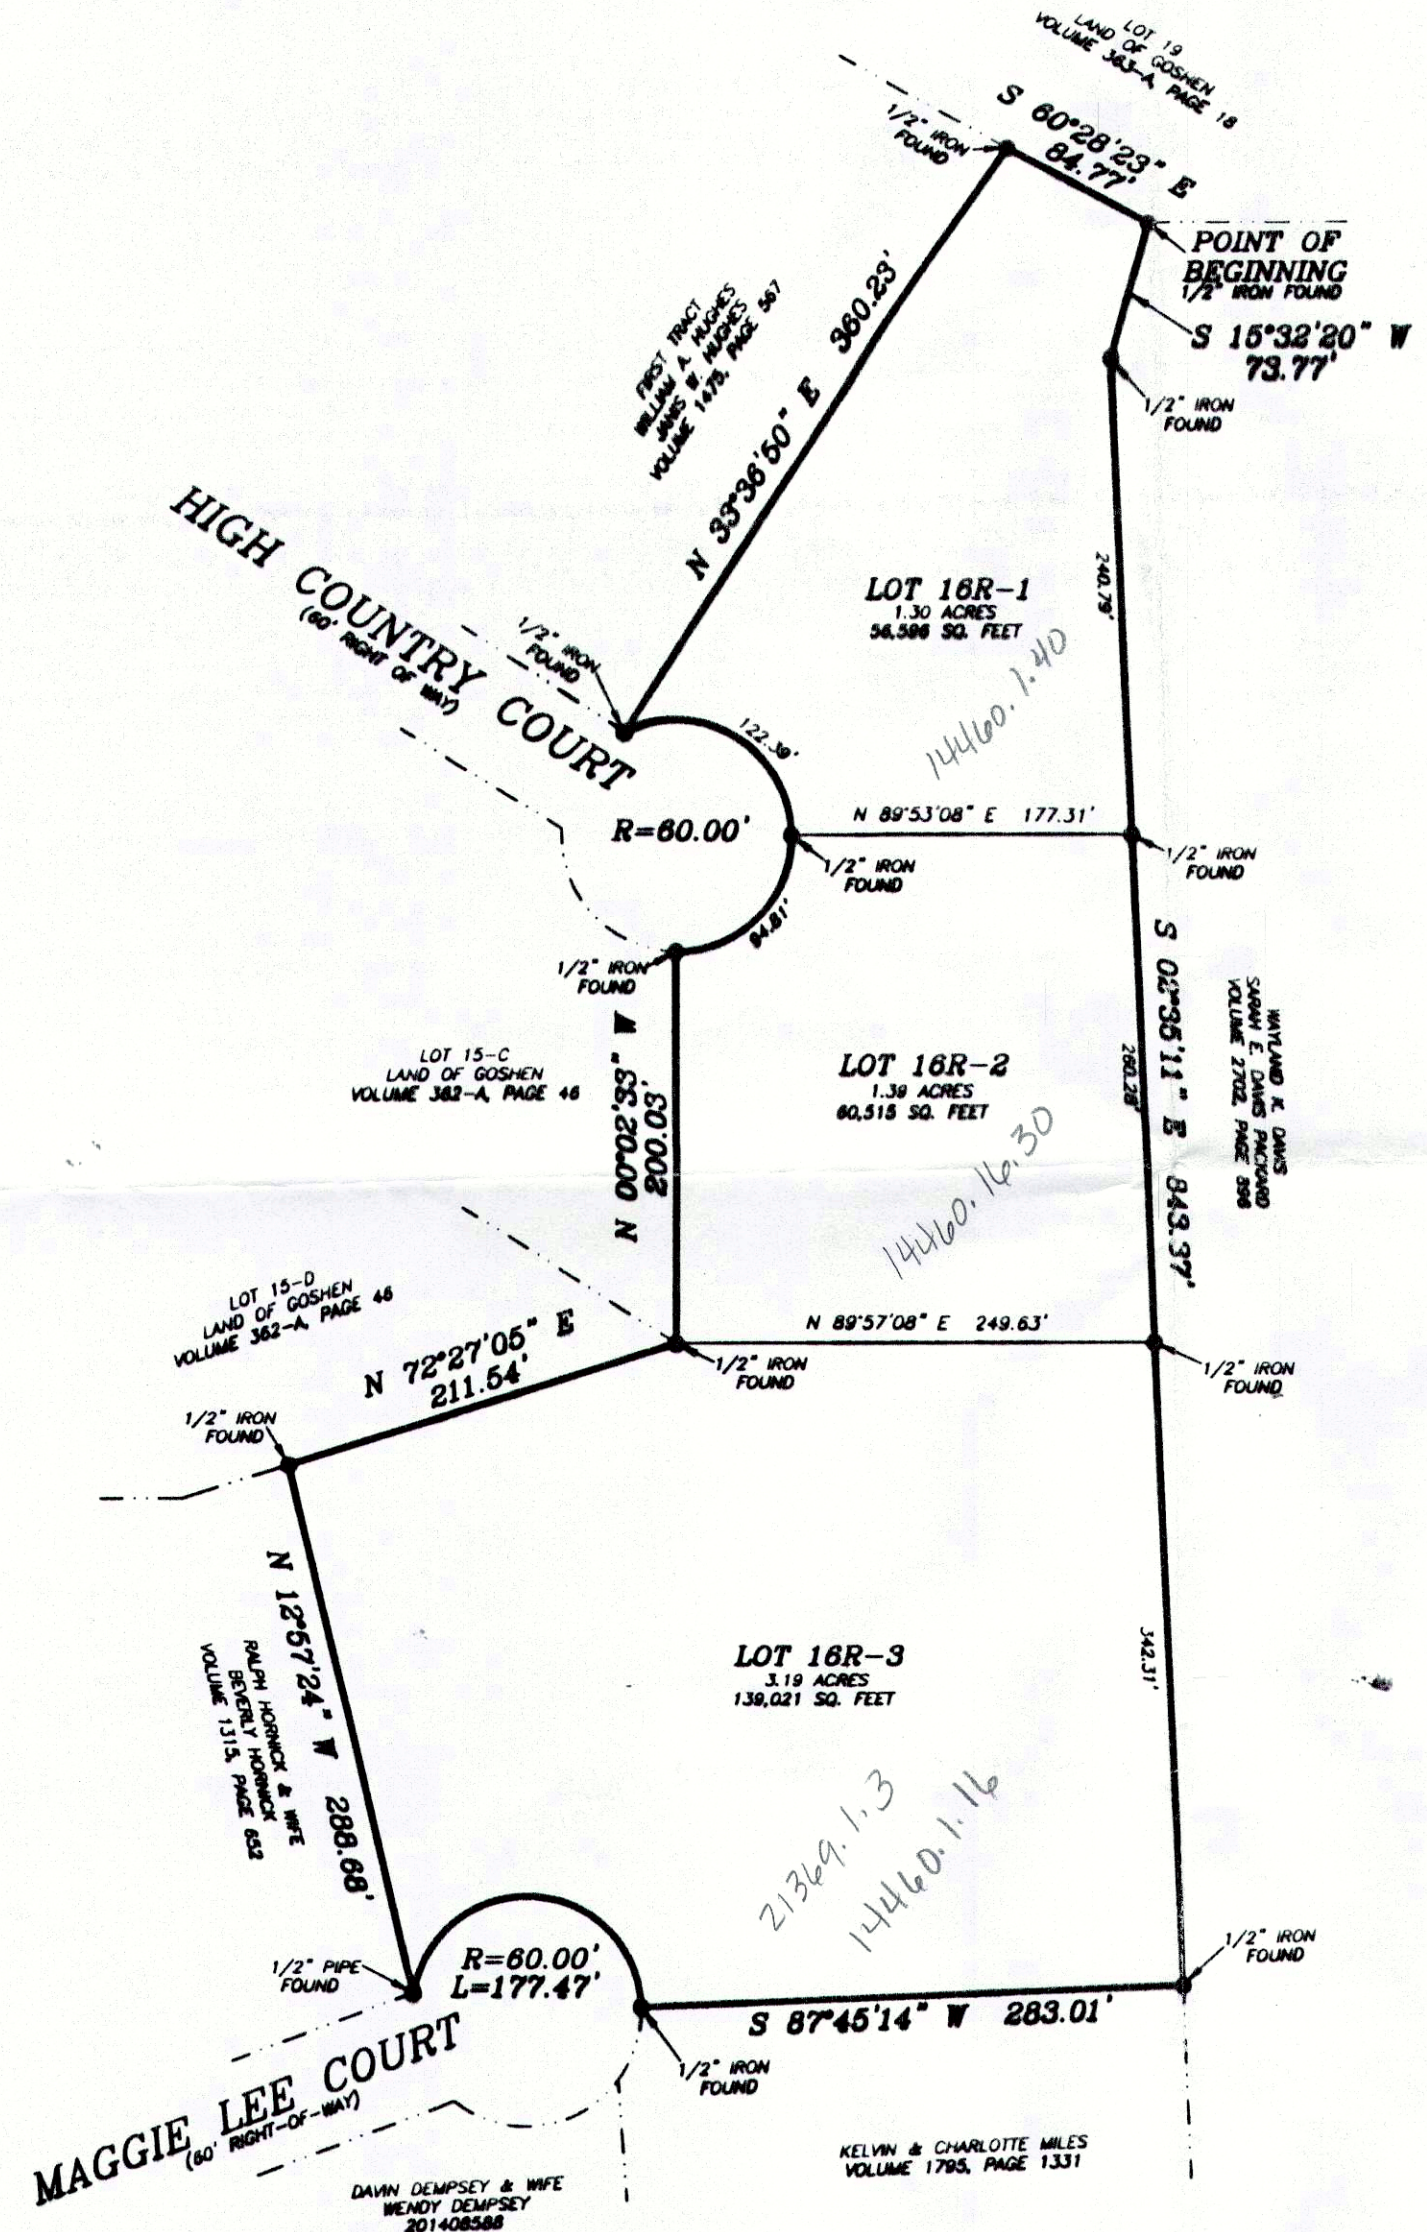 LOT 19
LAND OF GOSHEN
VOLUME 363-A, PAGE 18
S 60°28'23" E
84.77'
1/2" IRON
FOUND
POINT OF
BEGINNING
1/2" IRON FOUND
S 15°32'20" W
73.77'
1/2" IRON
FOUND
FIRST TRACT
WILLIAM A. HUGHES
JANIS W. HUGHES
VOLUME 1475, PAGE 567
N 33°36'50" E 360.23'
HIGH COUNTRY COURT
(60' RIGHT OF WAY)
1/2" IRON
FOUND
240.79'
LOT 16R-1
1.30 ACRES
56,596 SQ. FEET
14460.1.40
122.39'
R=60.00'
N 89°53'08" E 177.31'
1/2" IRON
FOUND
1/2" IRON
FOUND
94.81'
1/2" IRON
FOUND
S 02°35'11" E 843.37'
WAYLAND K. DAVIS
SARAH E. DAVIS PACKARD
VOLUME 2702, PAGE 596
260.28'
LOT 15-C
LAND OF GOSHEN
VOLUME 362-A, PAGE 46
N 00°02'33" W
200.03'
LOT 16R-2
1.39 ACRES
60,515 SQ. FEET
14460.16.30
LOT 15-D
LAND OF GOSHEN
VOLUME 362-A, PAGE 46
N 72°27'05" E
211.54'
N 89°57'08" E 249.63'
1/2" IRON
FOUND
1/2" IRON
FOUND
1/2" IRON
FOUND
N 12°57'24" W 288.68'
RALPH HORNICK & WIFE
BEVERLY HORNICK
VOLUME 1315, PAGE 652
LOT 16R-3
3.19 ACRES
139,021 SQ. FEET
342.31'
21369.1.3
14460.1.16
1/2" PIPE
FOUND
R=60.00'
L=177.47'
1/2" IRON
FOUND
S 87°45'14" W 283.01'
1/2" IRON
FOUND
MAGGIE LEE COURT
(60' RIGHT-OF-WAY)
KELVIN & CHARLOTTE MILES
VOLUME 1795, PAGE 1331
DAVIN DEMPSEY & WIFE
WENDY DEMPSEY
201408588